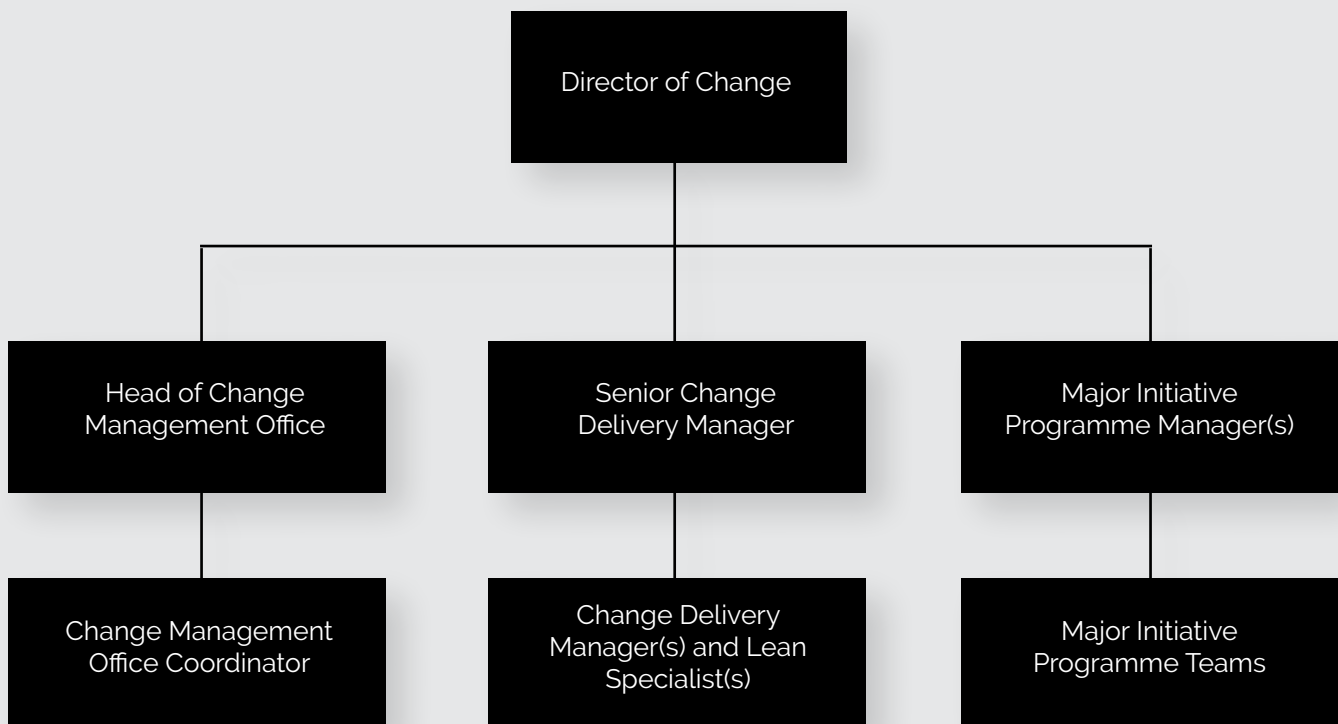 Director of Change
Head of Change
Management Office
Senior Change
Delivery Manager
Major Initiative
Programme Manager(s)
Change Management
Office Coordinator
Change Delivery
Manager(s) and Lean
Specialist(s)
Major Initiative
Programme Teams